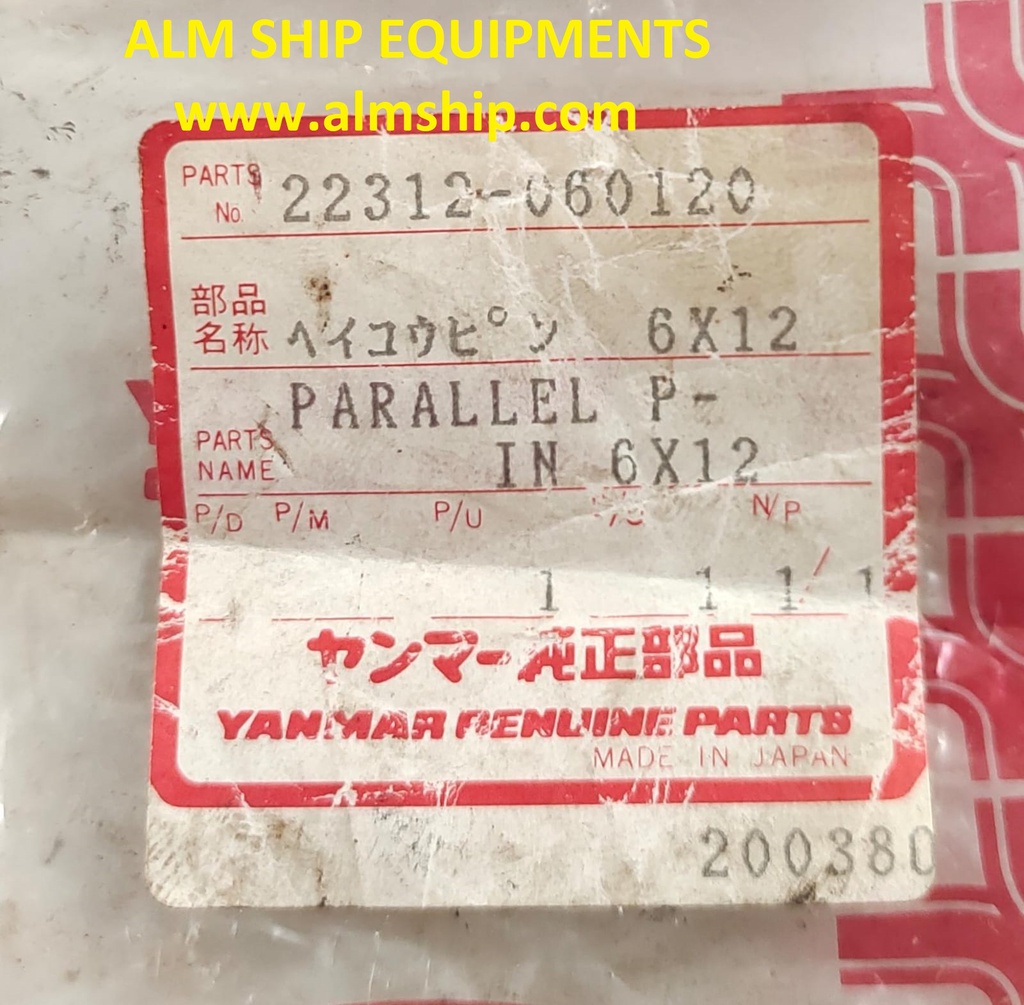 ALM SHIP EQUIPMENTS
www.almship.com
PARTS No. 22312-060120
部品名称 ヘイコウピン 6X12
PARTS NAME PARALLEL P-
IN 6X12
P/D P/M P/U N/P
1 1 1/1
ヤンマー純正部品
YANMAR GENUINE PARTS
MADE IN JAPAN
200380